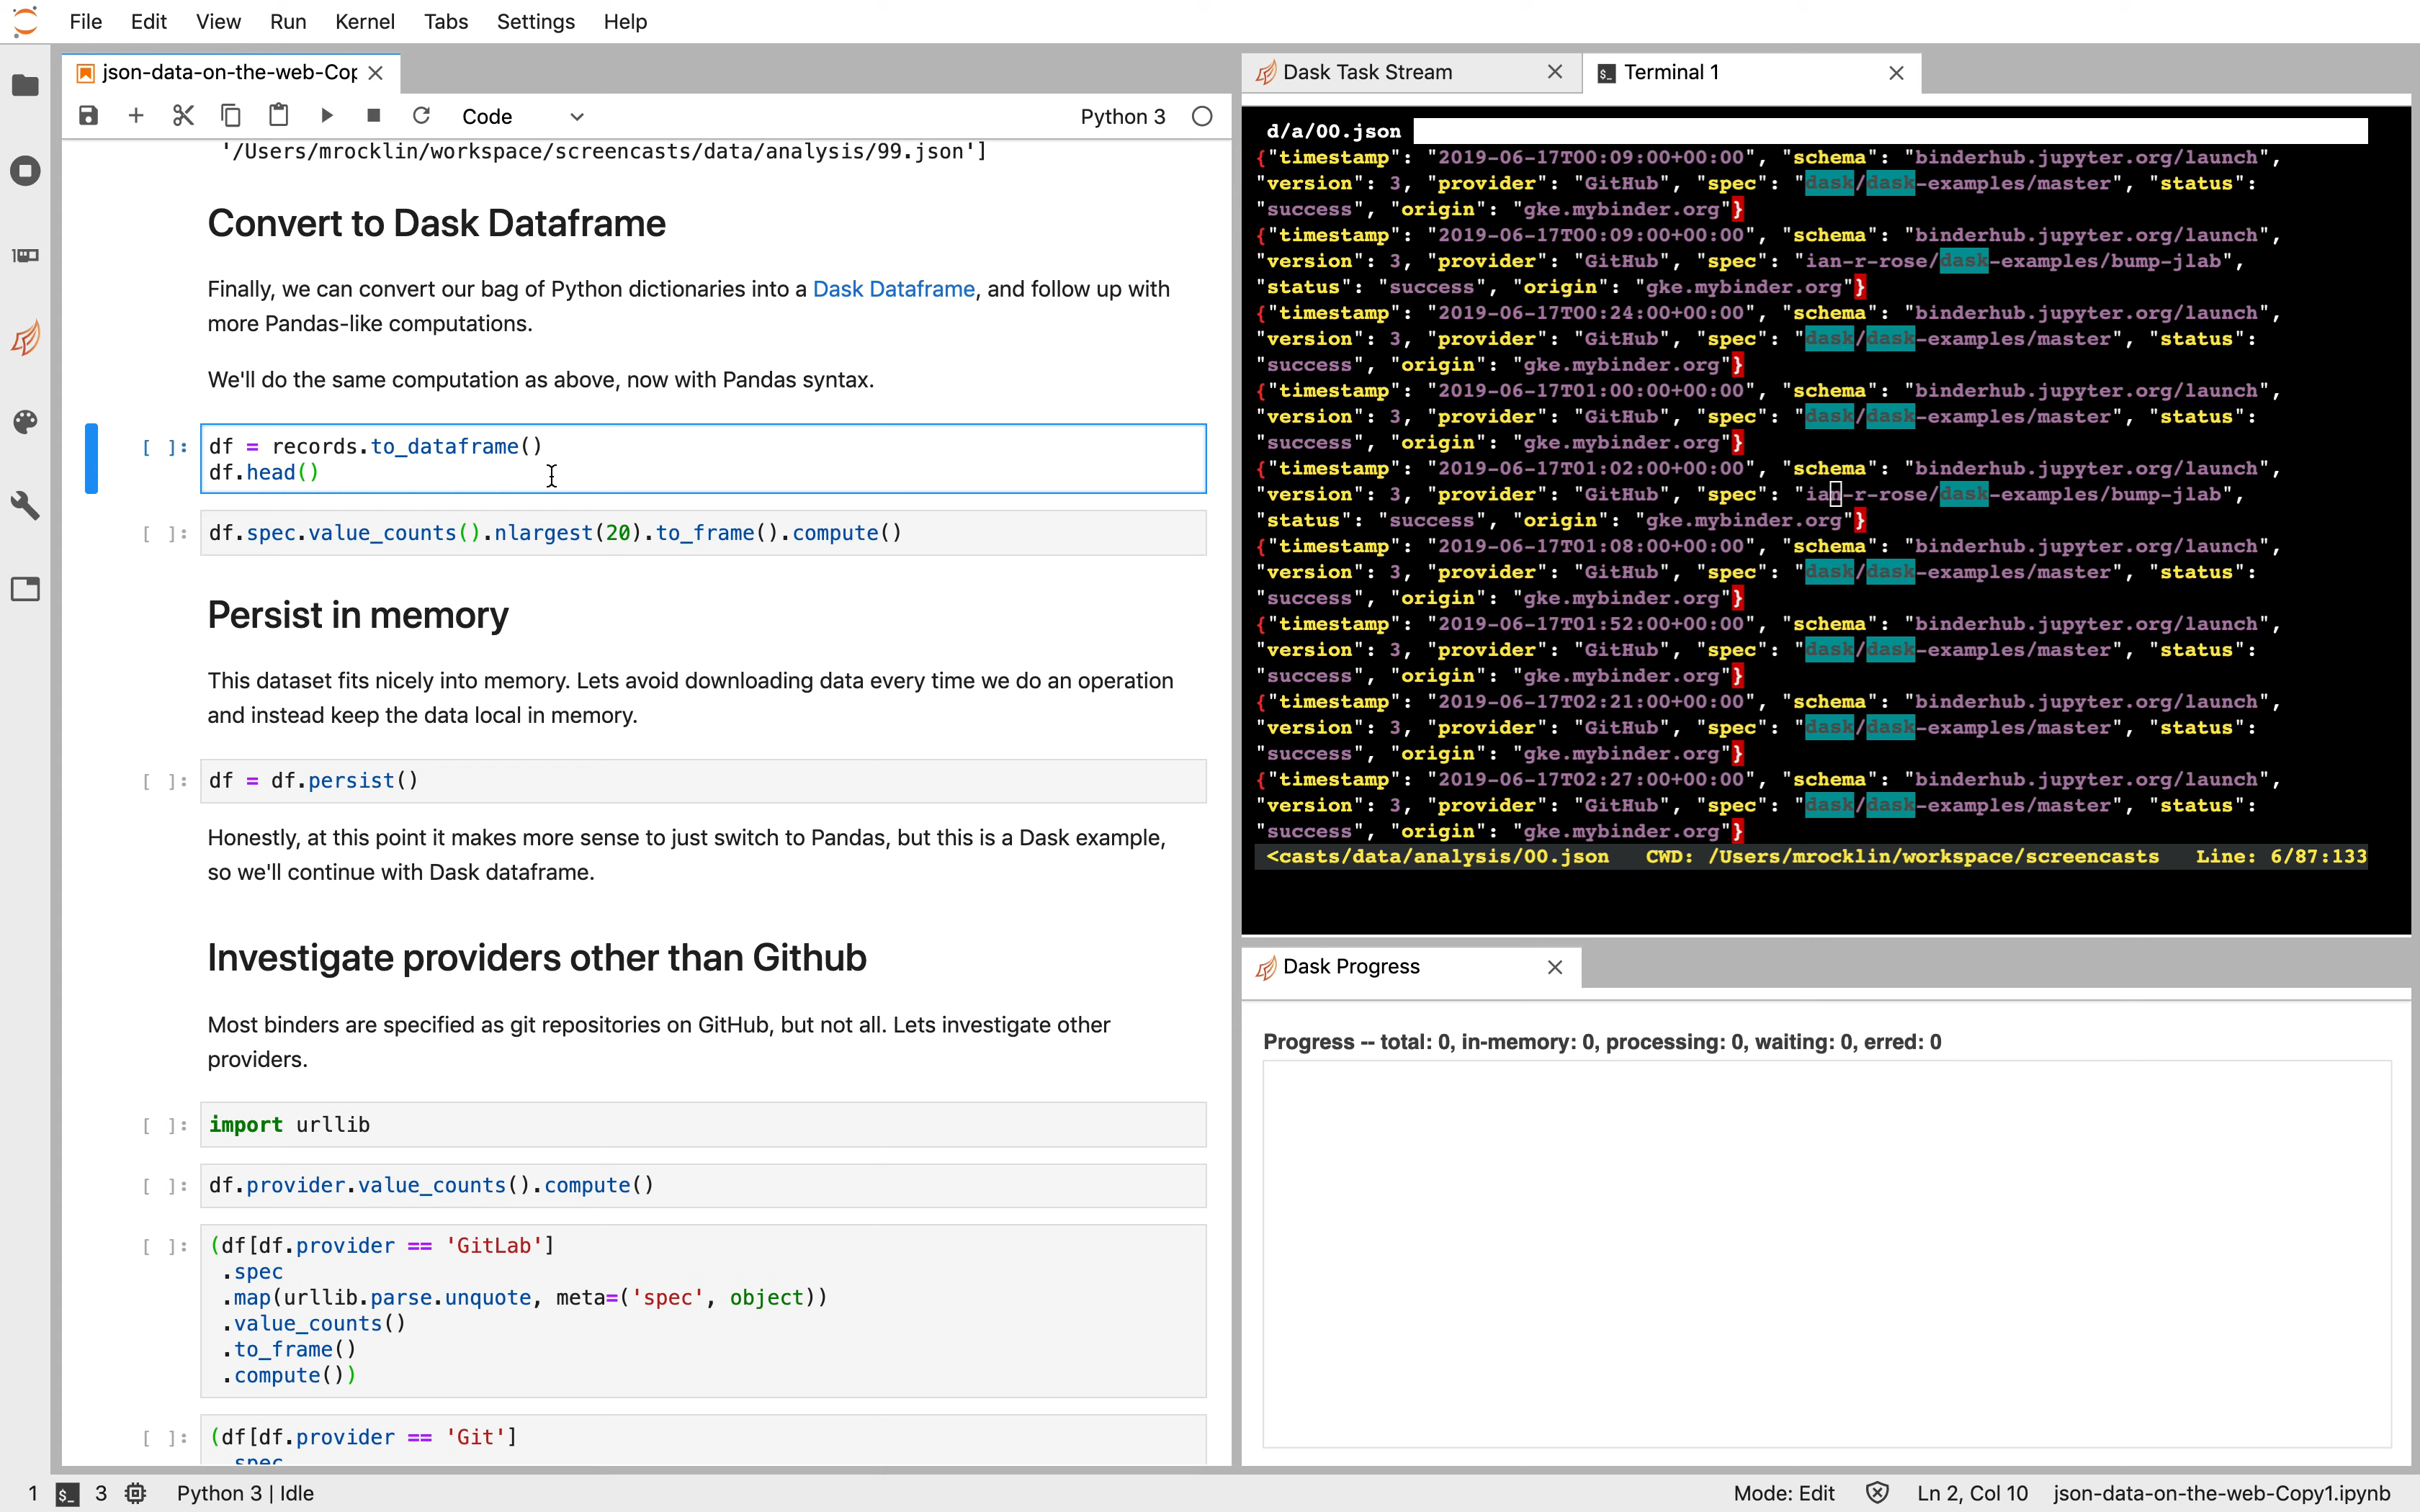 File Edit View Run Kernel Tabs Settings Help
json-data-on-the-web-Cop
Code
Python 3
'/Users/mrocklin/workspace/screencasts/data/analysis/99.json']
Convert to Dask Dataframe
Finally, we can convert our bag of Python dictionaries into a Dask Dataframe, and follow up with
more Pandas-like computations.
We'll do the same computation as above, now with Pandas syntax.
[ ]: df = records.to_dataframe()
df.head()
[ ]: df.spec.value_counts().nlargest(20).to_frame().compute()
Persist in memory
This dataset fits nicely into memory. Lets avoid downloading data every time we do an operation
and instead keep the data local in memory.
[ ]: df = df.persist()
Honestly, at this point it makes more sense to just switch to Pandas, but this is a Dask example,
so we'll continue with Dask dataframe.
Investigate providers other than Github
Most binders are specified as git repositories on GitHub, but not all. Lets investigate other
providers.
[ ]: import urllib
[ ]: df.provider.value_counts().compute()
[ ]: (df[df.provider == 'GitLab']
.spec
.map(urllib.parse.unquote, meta=('spec', object))
.value_counts()
.to_frame()
.compute())
[ ]: (df[df.provider == 'Git']
.spec
Dask Task Stream
Terminal 1
d/a/00.json
{"timestamp": "2019-06-17T00:09:00+00:00", "schema": "binderhub.jupyter.org/launch",
"version": 3, "provider": "GitHub", "spec": "dask/dask-examples/master", "status":
"success", "origin": "gke.mybinder.org"}
{"timestamp": "2019-06-17T00:09:00+00:00", "schema": "binderhub.jupyter.org/launch",
"version": 3, "provider": "GitHub", "spec": "ian-r-rose/dask-examples/bump-jlab",
"status": "success", "origin": "gke.mybinder.org"}
{"timestamp": "2019-06-17T00:24:00+00:00", "schema": "binderhub.jupyter.org/launch",
"version": 3, "provider": "GitHub", "spec": "dask/dask-examples/master", "status":
"success", "origin": "gke.mybinder.org"}
{"timestamp": "2019-06-17T01:00:00+00:00", "schema": "binderhub.jupyter.org/launch",
"version": 3, "provider": "GitHub", "spec": "dask/dask-examples/master", "status":
"success", "origin": "gke.mybinder.org"}
{"timestamp": "2019-06-17T01:02:00+00:00", "schema": "binderhub.jupyter.org/launch",
"version": 3, "provider": "GitHub", "spec": "ian-r-rose/dask-examples/bump-jlab",
"status": "success", "origin": "gke.mybinder.org"}
{"timestamp": "2019-06-17T01:08:00+00:00", "schema": "binderhub.jupyter.org/launch",
"version": 3, "provider": "GitHub", "spec": "dask/dask-examples/master", "status":
"success", "origin": "gke.mybinder.org"}
{"timestamp": "2019-06-17T01:52:00+00:00", "schema": "binderhub.jupyter.org/launch",
"version": 3, "provider": "GitHub", "spec": "dask/dask-examples/master", "status":
"success", "origin": "gke.mybinder.org"}
{"timestamp": "2019-06-17T02:21:00+00:00", "schema": "binderhub.jupyter.org/launch",
"version": 3, "provider": "GitHub", "spec": "dask/dask-examples/master", "status":
"success", "origin": "gke.mybinder.org"}
{"timestamp": "2019-06-17T02:27:00+00:00", "schema": "binderhub.jupyter.org/launch",
"version": 3, "provider": "GitHub", "spec": "dask/dask-examples/master", "status":
"success", "origin": "gke.mybinder.org"}
<casts/data/analysis/00.json CWD: /Users/mrocklin/workspace/screencasts Line: 6/87:133
Dask Progress
Progress -- total: 0, in-memory: 0, processing: 0, waiting: 0, erred: 0
1 $_ 3 Python 3 | Idle
Mode: Edit Ln 2, Col 10 json-data-on-the-web-Copy1.ipynb